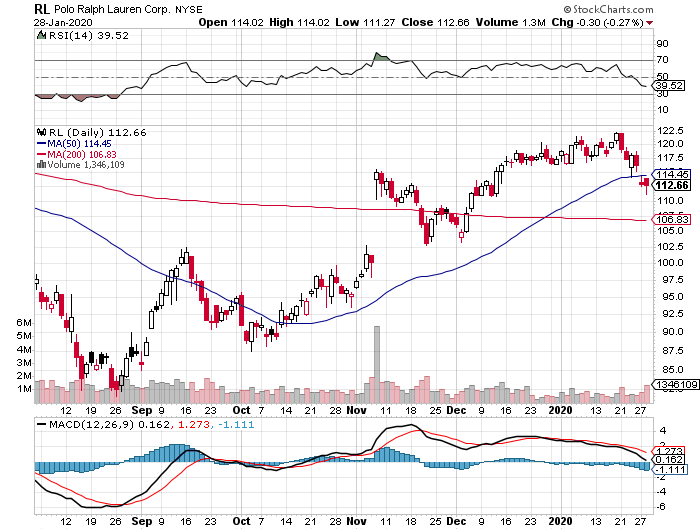 RL Polo Ralph Lauren Corp. NYSE © StockCharts.com
28-Jan-2020 Open 114.02 High 114.02 Low 111.27 Close 112.66 Volume 1.3M Chg -0.30 (-0.27%)
RSI(14) 39.52
90
70
50
39.52
30
10
RL (Daily) 112.66
MA(50) 114.45
MA(200) 106.83
Volume 1,346,109
122.5
120.0
117.5
114.45
112.66
110.0
106.83
105.0
102.5
100.0
97.5
95.0
92.5
90.0
87.5
85.0
6M
5M
4M
3M
2M
1M
1346109
12 19 26 Sep 9 16 23 Oct 7 14 21 28 Nov 11 18 25 Dec 9 16 23 2020 13 21 27
MACD(12,26,9) 0.162, 1.273, -1.111
4
2
1.273
0.162
-1.111
-4
-6
12 19 26 Sep 9 16 23 Oct 7 14 21 28 Nov 11 18 25 Dec 9 16 23 2020 13 21 27